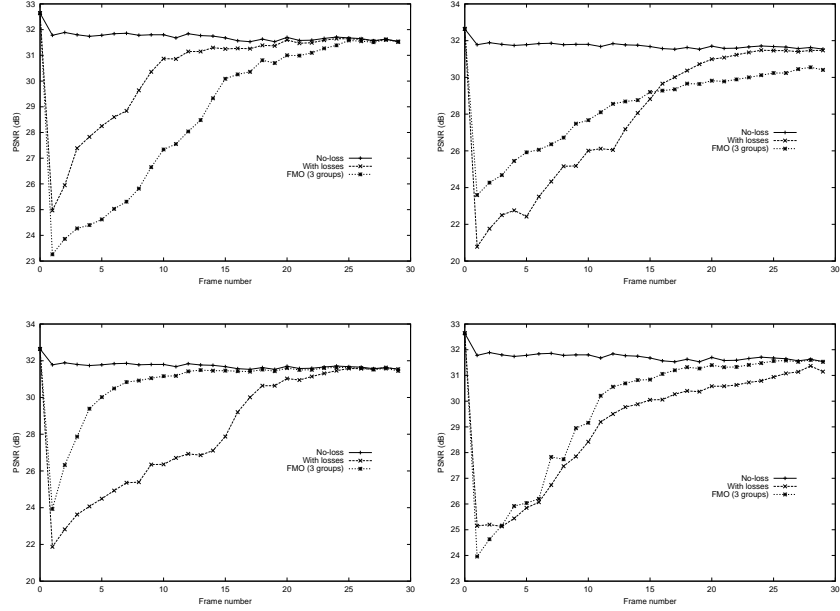 33
32
31
30
29
28
27
26
25
24
23
PSNR (dB)
No-loss
With losses
FMO (3 groups)
0 5 10 15 20 25 30
Frame number
34
32
30
28
26
24
22
20
PSNR (dB)
No-loss
With losses
FMO (3 groups)
0 5 10 15 20 25 30
Frame number
34
32
30
28
26
24
22
20
PSNR (dB)
No-loss
With losses
FMO (3 groups)
0 5 10 15 20 25 30
Frame number
33
32
31
30
29
28
27
26
25
24
23
PSNR (dB)
No-loss
With losses
FMO (3 groups)
0 5 10 15 20 25 30
Frame number